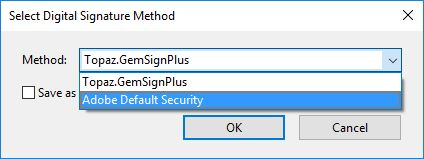 Select Digital Signature Method
Method: Topaz.GemSignPlus
Topaz.GemSignPlus
Save as Adobe Default Security
OK Cancel